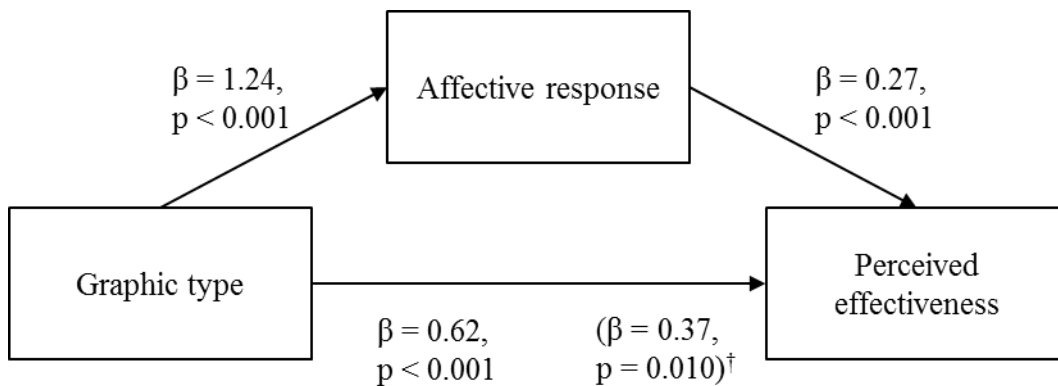 β = 1.24,
p < 0.001
Affective response
β = 0.27,
p < 0.001
Graphic type
Perceived
effectiveness
β = 0.62,
p < 0.001
(β = 0.37,
p = 0.010)†